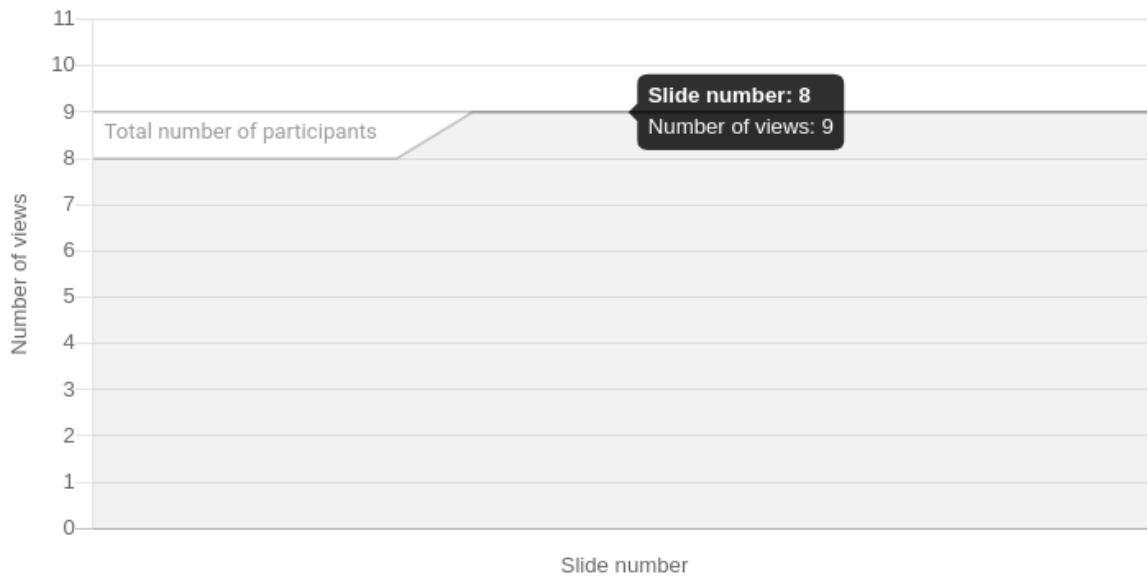 11
10
9
8
7
6
5
4
3
2
1
0
Number of views
Total number of participants
Slide number: 8
Number of views: 9
Slide number